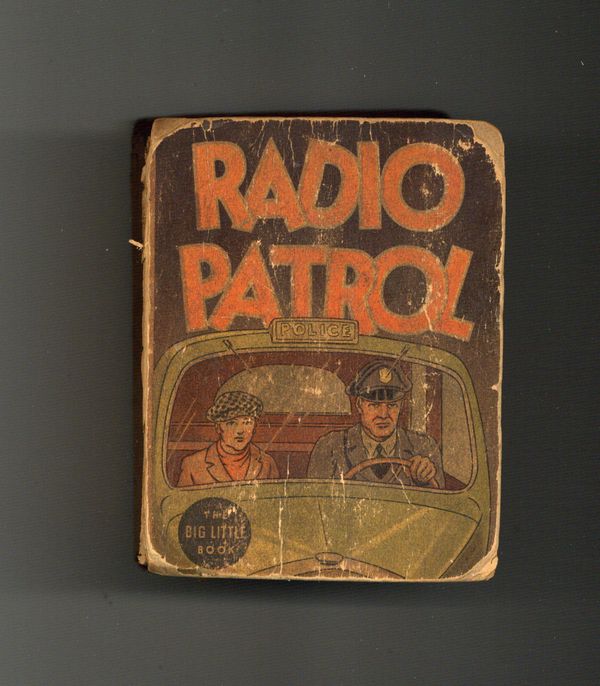 RADIO
PATROL
POLICE
THE
BIG LITTLE
BOOK